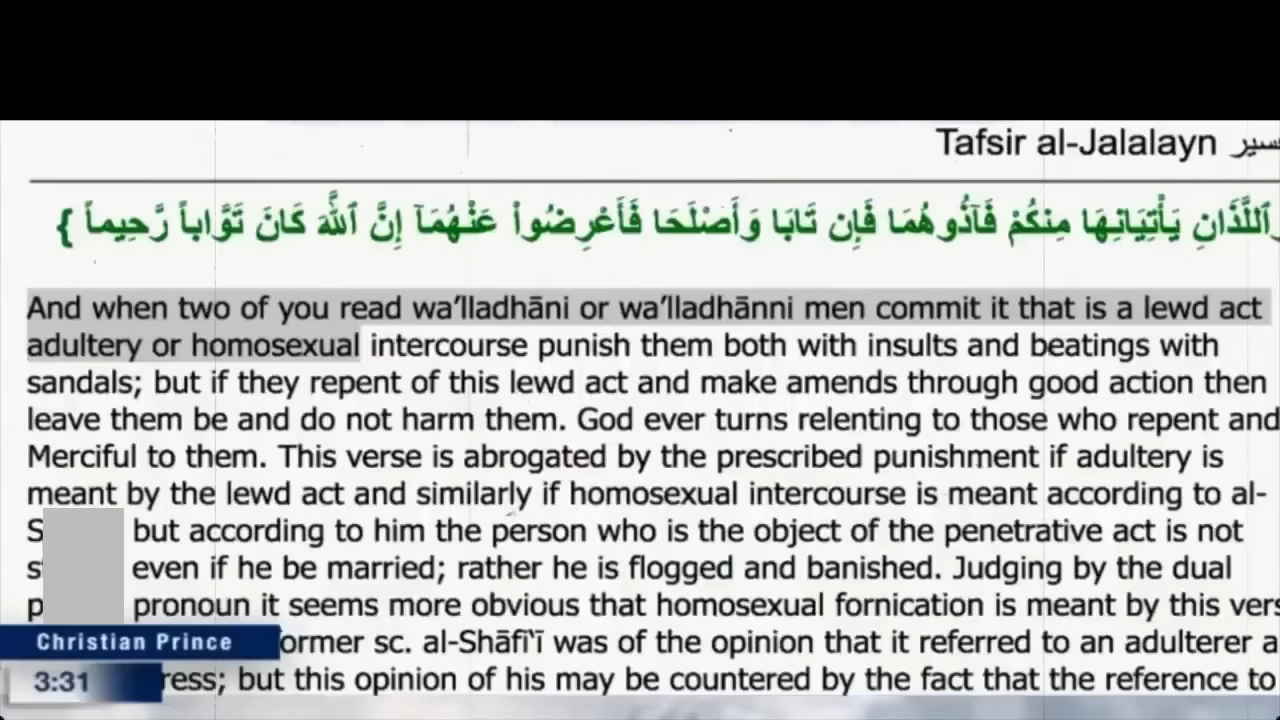 Tafsir al-Jalalayn
ٱللَّذَانِ يَأْتِيَانِهَا مِنكُمْ فَآذُوهُمَا فَإِن تَابَا وَأَصْلَحَا فَأَعْرِضُواْ عَنْهُمَآ إِنَّ ٱللَّهَ كَانَ تَوَّاباً رَّحِيماً }
And when two of you read wa’lladhāni or wa’lladhānni men commit it that is a lewd act
adultery or homosexual intercourse punish them both with insults and beatings with
sandals; but if they repent of this lewd act and make amends through good action then
leave them be and do not harm them. God ever turns relenting to those who repent and
Merciful to them. This verse is abrogated by the prescribed punishment if adultery is
meant by the lewd act and similarly if homosexual intercourse is meant according to al-
but according to him the person who is the object of the penetrative act is not
even if he be married; rather he is flogged and banished. Judging by the dual
pronoun it seems more obvious that homosexual fornication is meant by this
Christian Prince
sc. al-Shāfi‘ī was of the opinion that it referred to an adulterer
3:31
but this opinion of his may be countered by the fact that the reference to